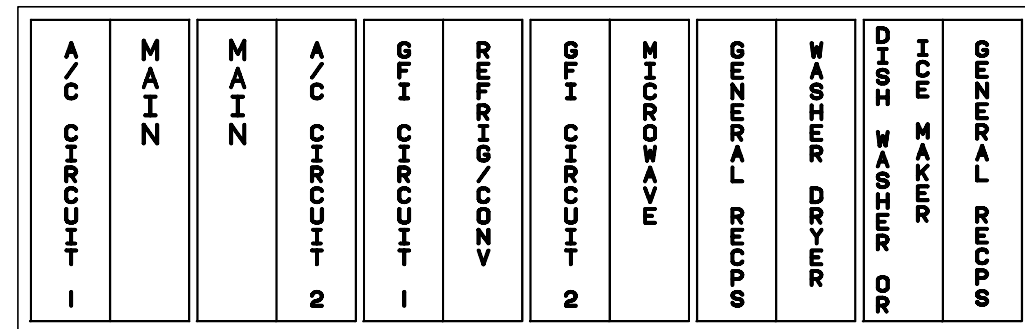 A/C CIRCUIT 1
MAIN
MAIN
A/C CIRCUIT 2
GFI CIRCUIT 1
REFRIG/CONV
GFI CIRCUIT 2
MICROWAVE
GENERAL RECPS
WASHER DRYER
DISH WASHER OR
ICE MAKER
GENERAL RECPS